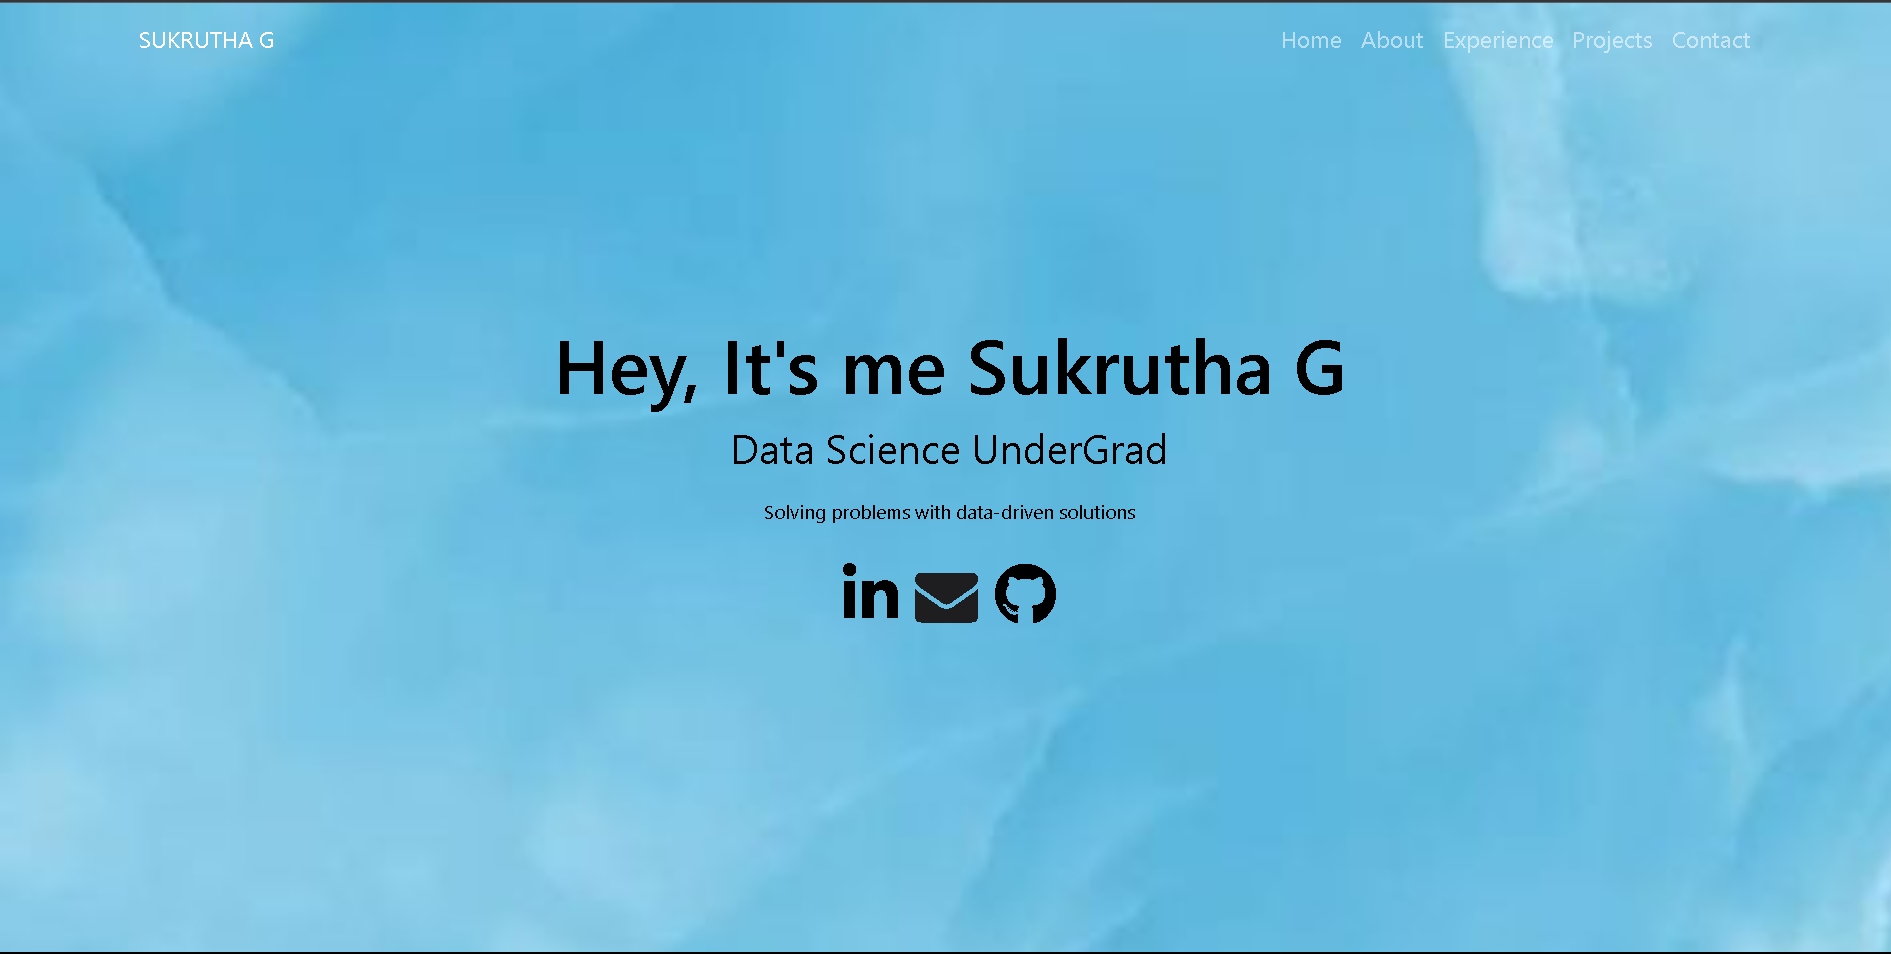 SUKRUTHA G
Home About Experience Projects Contact
Hey, It's me Sukrutha G
Data Science UnderGrad
Solving problems with data-driven solutions
in